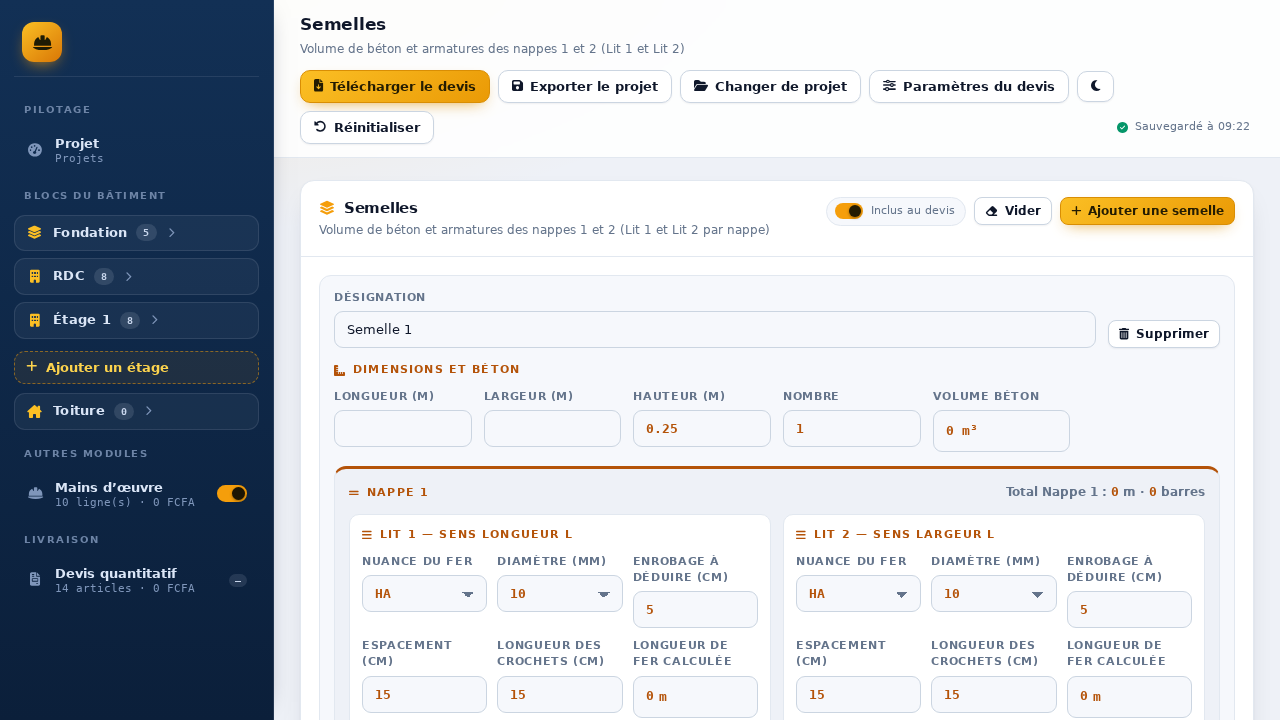 PILOTAGE
Projet
Projets
BLOCS DU BÂTIMENT
Fondation 5
RDC 8
Étage 1 8
+ Ajouter un étage
Toiture 0
AUTRES MODULES
Mains d’œuvre
10 ligne(s) · 0 FCFA
LIVRAISON
Devis quantitatif
14 articles · 0 FCFA
—
Semelles
Volume de béton et armatures des nappes 1 et 2 (Lit 1 et Lit 2)
Télécharger le devis Exporter le projet Changer de projet Paramètres du devis
Réinitialiser Sauvegardé à 09:22
Semelles
Volume de béton et armatures des nappes 1 et 2 (Lit 1 et Lit 2 par nappe)
Inclus au devis Vider + Ajouter une semelle
DÉSIGNATION
Semelle 1 Supprimer
DIMENSIONS ET BÉTON
LONGUEUR (M) LARGEUR (M) HAUTEUR (M) NOMBRE VOLUME BÉTON
0.25 1 0 m³
NAPPE 1 Total Nappe 1 : 0 m · 0 barres
LIT 1 — SENS LONGUEUR L
NUANCE DU FER DIAMÈTRE (MM) ENROBAGE À
DÉDUIRE (CM)
HA 10 5
ESPACEMENT LONGUEUR DES LONGUEUR DE
(CM) CROCHETS (CM) FER CALCULÉE
15 15 0 m
LIT 2 — SENS LARGEUR L
NUANCE DU FER DIAMÈTRE (MM) ENROBAGE À
DÉDUIRE (CM)
HA 10 5
ESPACEMENT LONGUEUR DES LONGUEUR DE
(CM) CROCHETS (CM) FER CALCULÉE
15 15 0 m